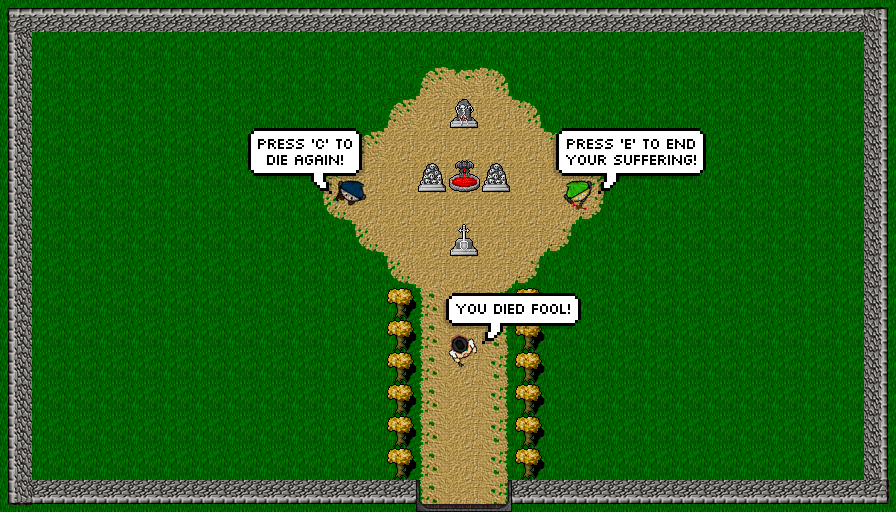 PRESS 'C' TO
DIE AGAIN!
PRESS 'E' TO END
YOUR SUFFERING!
YOU DIED FOOL!